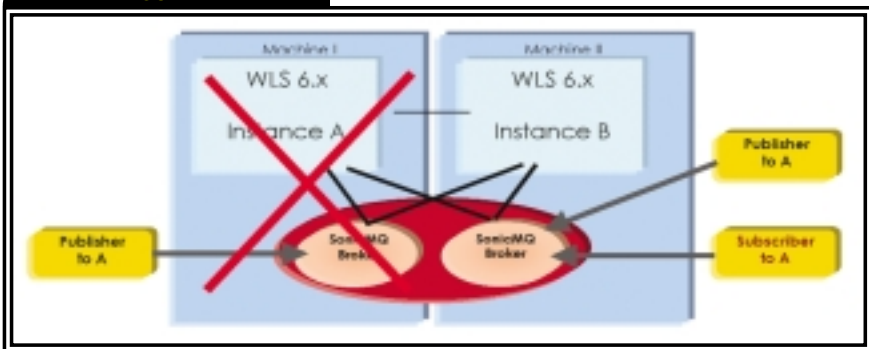 Machine I
Machine II
WLS 6.x
Instance A
WLS 6.x
Instance B
Publisher
to A
Publisher
to A
SonicMQ
Broker
SonicMQ
Broker
Subscriber
to A